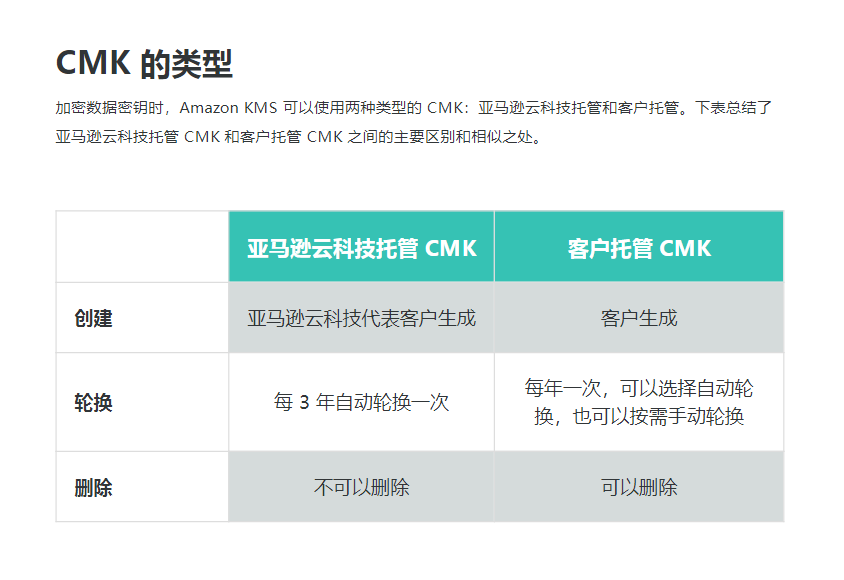 CMK 的类型
加密数据密钥时，Amazon KMS 可以使用两种类型的 CMK：亚马逊云科技托管和客户托管。下表总结了
亚马逊云科技托管 CMK 和客户托管 CMK 之间的主要区别和相似之处。
亚马逊云科技托管 CMK
客户托管 CMK
创建
亚马逊云科技代表客户生成
客户生成
轮换
每 3 年自动轮换一次
每年一次，可以选择自动轮
换，也可以按需手动轮换
删除
不可以删除
可以删除